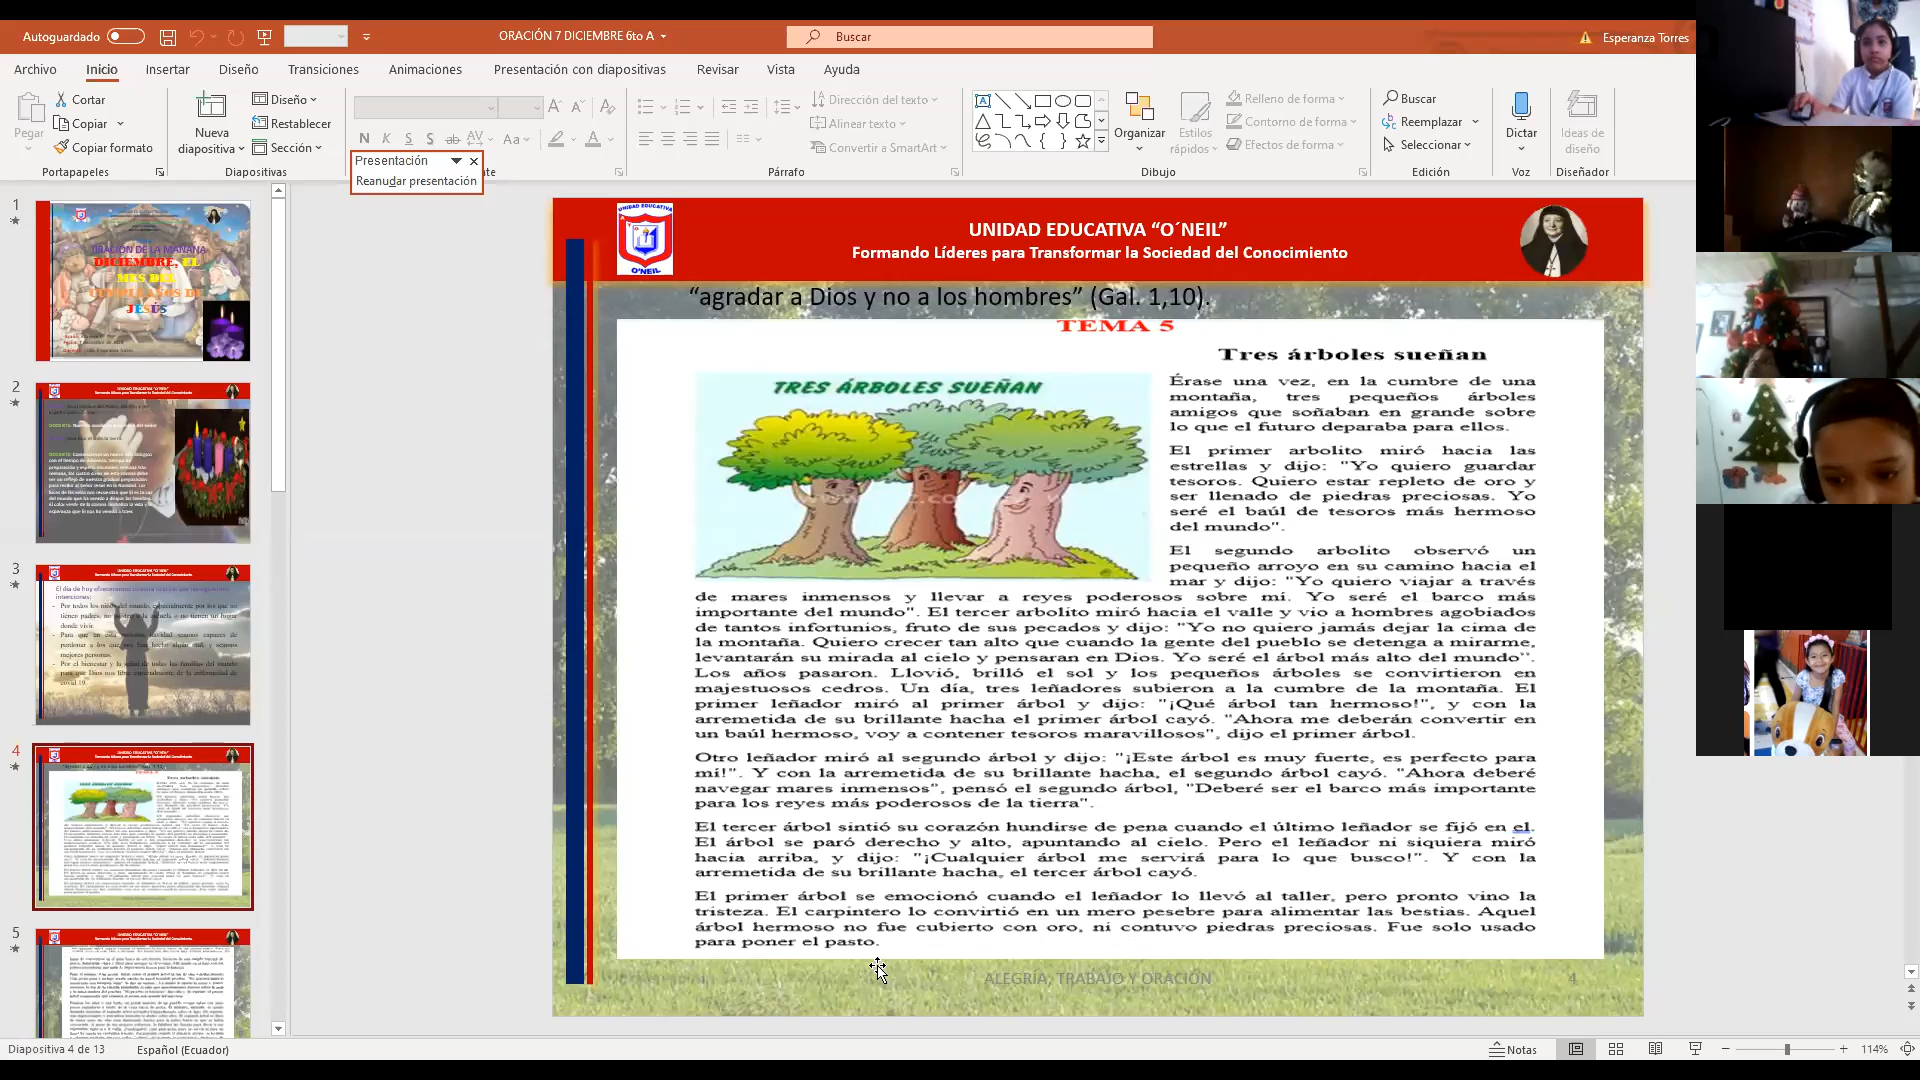 Autoguardado
ORACIÓN 7 DICIEMBRE 6to A
Buscar
Esperanza Torres
Archivo Inicio Insertar Diseño Transiciones Animaciones Presentación con diapositivas Revisar Vista Ayuda
Pegar
Cortar
Copiar
Copiar formato
Portapapeles
Nueva
diapositiva
Diseño
Restablecer
Sección
Diapositivas
Presentación
Reanudar presentación
Dirección del texto
Alinear texto
Convertir a SmartArt
Párrafo
Organizar
Estilos
rápidos
Relleno de forma
Contorno de forma
Efectos de forma
Dibujo
Buscar
Reemplazar
Seleccionar
Edición
Dictar
Voz
Ideas de
diseño
Diseñador
1
ORACIÓN DE LA MAÑANA
DICIEMBRE, EL
MES DEL
CUMPLEAÑOS DE
JESÚS
2
3
4
5
UNIDAD EDUCATIVA “O´NEIL”
Formando Líderes para Transformar la Sociedad del Conocimiento
“agradar a Dios y no a los hombres” (Gal. 1,10).
TEMA 5
Tres árboles sueñan
TRES ÁRBOLES SUEÑAN
Érase una vez, en la cumbre de una
montaña, tres pequeños árboles
amigos que soñaban en grande sobre
lo que el futuro deparaba para ellos.
El primer arbolito miró hacia las
estrellas y dijo: "Yo quiero guardar
tesoros. Quiero estar repleto de oro y
ser llenado de piedras preciosas. Yo
seré el baúl de tesoros más hermoso
del mundo".
El segundo arbolito observó un
pequeño arroyo en su camino hacia el
mar y dijo: "Yo quiero viajar a través
de mares inmensos y llevar a reyes poderosos sobre mi. Yo seré el barco más
importante del mundo". El tercer arbolito miró hacia el valle y vio a hombres agobiados
de tantos infortunios, fruto de sus pecados y dijo: "Yo no quiero jamás dejar la cima de
la montaña. Quiero crecer tan alto que cuando la gente del pueblo se detenga a mirarme,
levantarán su mirada al cielo y pensaran en Dios. Yo seré el árbol más alto del mundo".
Los años pasaron. Llovió, brilló el sol y los pequeños árboles se convirtieron en
majestuosos cedros. Un día, tres leñadores subieron a la cumbre de la montaña. El
primer leñador miró al primer árbol y dijo: "¡Qué árbol tan hermoso!", y con la
arremetida de su brillante hacha el primer árbol cayó. "Ahora me deberán convertir en
un baúl hermoso, voy a contener tesoros maravillosos", dijo el primer árbol.
Otro leñador miró al segundo árbol y dijo: "¡Este árbol es muy fuerte, es perfecto para
mí!". Y con la arremetida de su brillante hacha, el segundo árbol cayó. "Ahora deberé
navegar mares inmensos", pensó el segundo árbol, "Deberé ser el barco más importante
para los reyes más poderosos de la tierra".
El tercer árbol sintió su corazón hundirse de pena cuando el último leñador se fijó en el.
El árbol se paró derecho y alto, apuntando al cielo. Pero el leñador ni siquiera miró
hacia arriba, y dijo: "¡Cualquier árbol me servirá para lo que busco!". Y con la
arremetida de su brillante hacha, el tercer árbol cayó.
El primer árbol se emocionó cuando el leñador lo llevó al taller, pero pronto vino la
tristeza. El carpintero lo convirtió en un mero pesebre para alimentar las bestias. Aquel
árbol hermoso no fue cubierto con oro, ni contuvo piedras preciosas. Fue solo usado
para poner el pasto.
ALEGRÍA, TRABAJO Y ORACIÓN
4
Diapositiva 4 de 13
Español (Ecuador)
Notas
114%